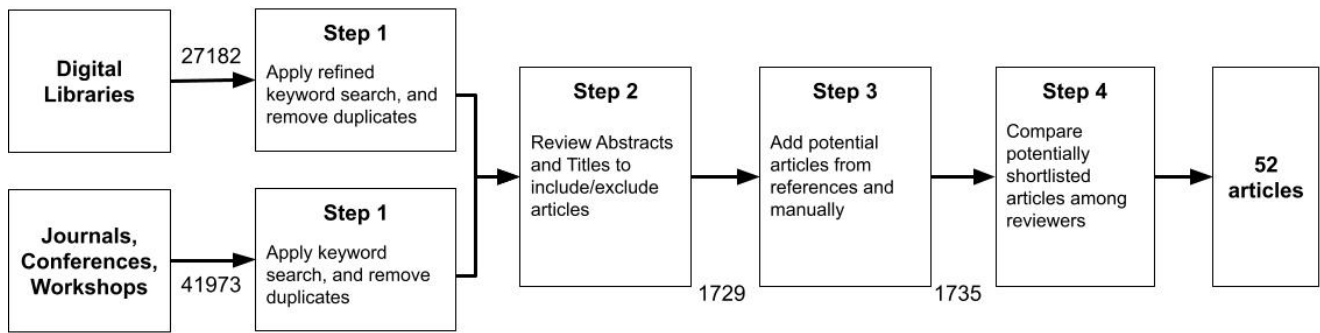 Digital
Libraries
27182
Step 1
Apply refined
keyword search, and
remove duplicates
Journals,
Conferences,
Workshops
41973
Step 1
Apply keyword
search, and remove
duplicates
Step 2
Review Abstracts
and Titles to
include/exclude
articles
1729
Step 3
Add potential
articles from
references and
manually
1735
Step 4
Compare
potentially
shortlisted
articles among
reviewers
52
articles